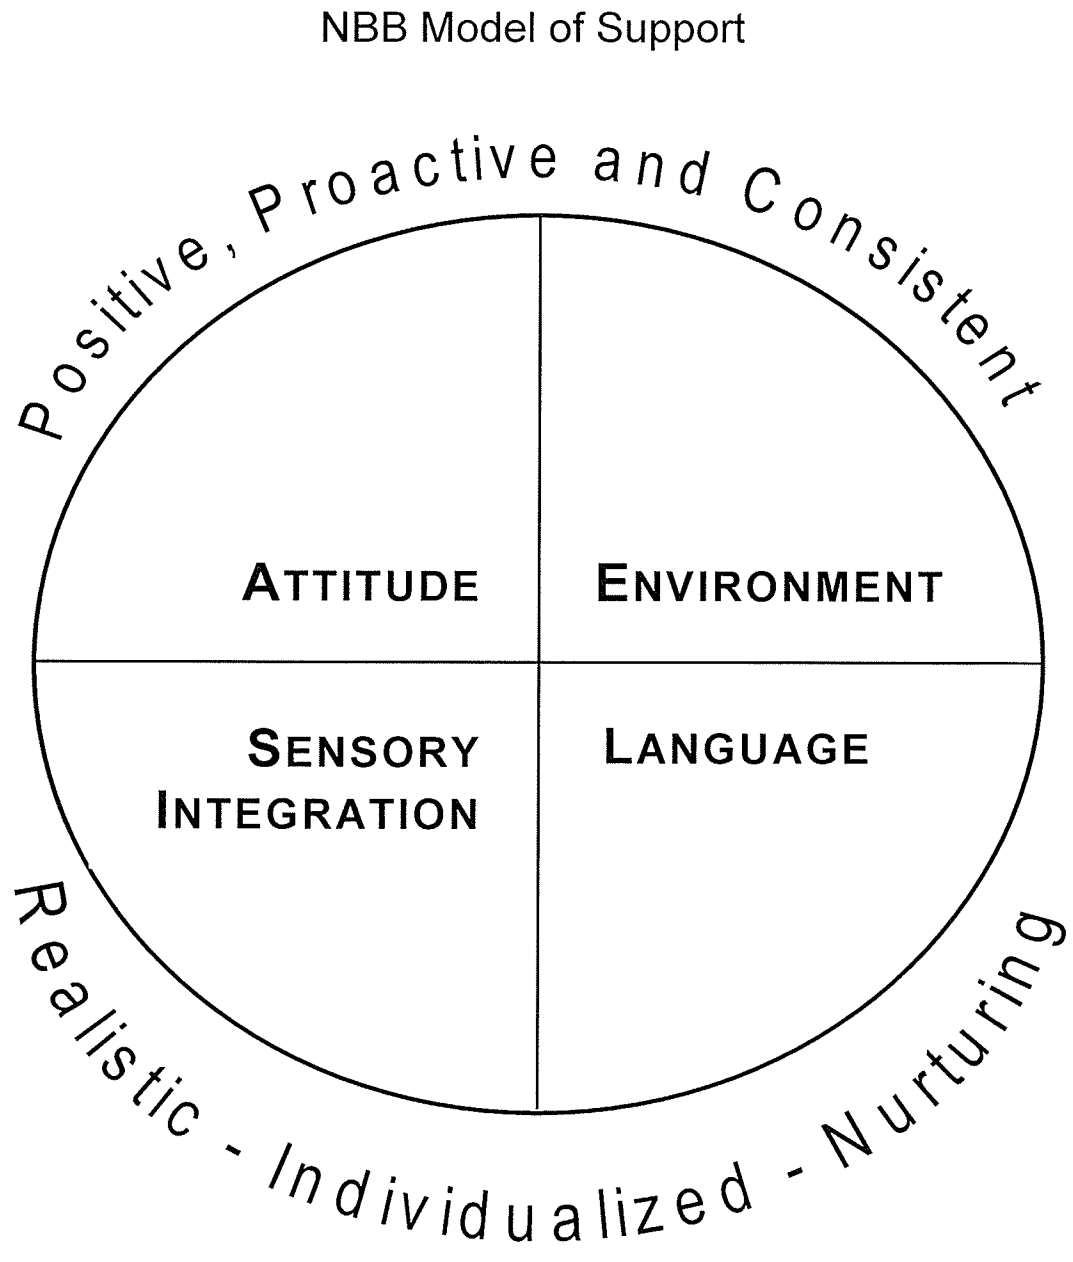 NBB Model of Support
Positive, Proactive and Consistent
ATTITUDE
ENVIRONMENT
SENSORY
INTEGRATION
LANGUAGE
Realistic - Individualized - Nurturing